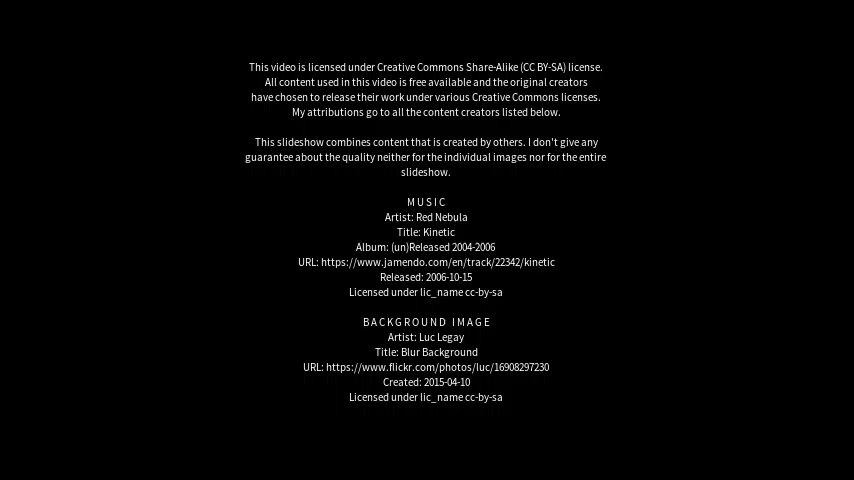 This video is licensed under Creative Commons Share-Alike (CC BY-SA) license.
All content used in this video is free available and the original creators
have chosen to release their work under various Creative Commons licenses.
My attributions go to all the content creators listed below.
This slideshow combines content that is created by others. I don't give any
guarantee about the quality neither for the individual images nor for the entire
slideshow.
MUSIC
Artist: Red Nebula
Title: Kinetic
Album: (un)Released 2004-2006
URL: https://www.jamendo.com/en/track/22342/kinetic
Released: 2006-10-15
Licensed under lic_name cc-by-sa
BACKGROUND IMAGE
Artist: Luc Legay
Title: Blur Background
URL: https://www.flickr.com/photos/luc/16908297230
Created: 2015-04-10
Licensed under lic_name cc-by-sa